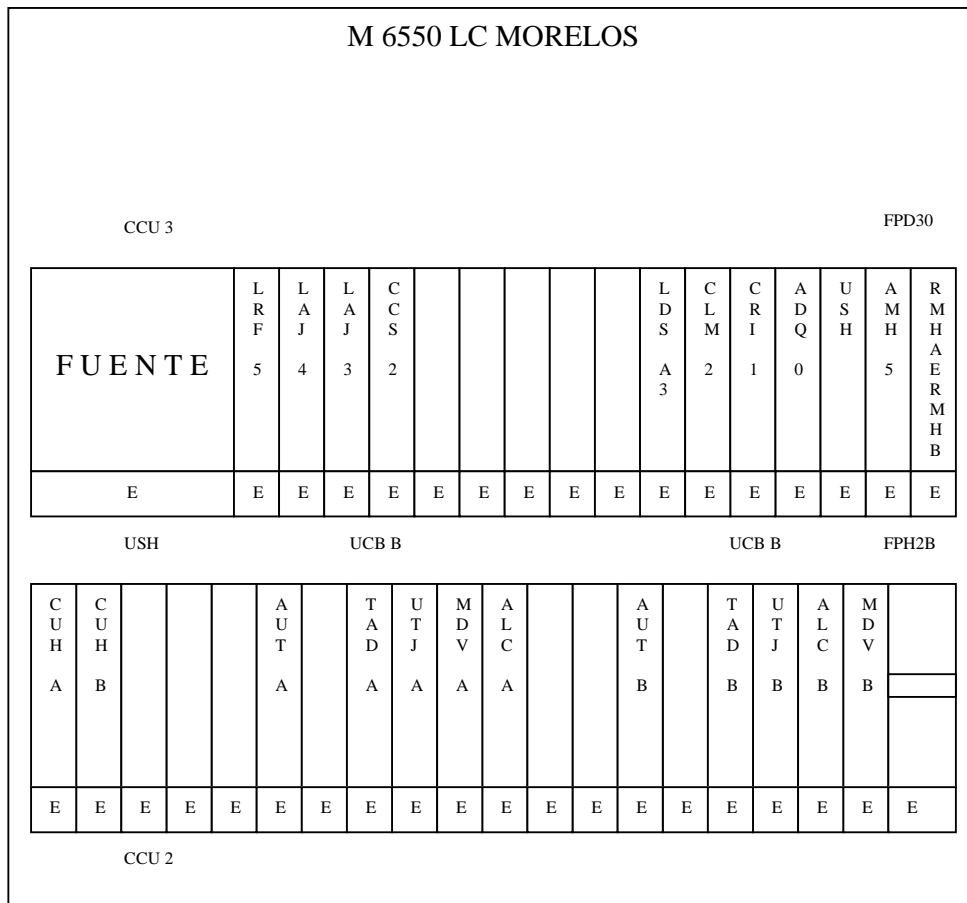 M 6550 LC MORELOS
CCU 3 FPD30
FUENTE LRF 5 LAJ 4 LAJ 3 CCS 2 LDS A3 CLM 2 CRI 1 ADQ 0 USH AMH 5 RMHAERMHB
E E E E E E E E E E E E E E E E E
USH UCB B UCB B FPH2B
CUH A CUH B AUT A TAD A UTJ A MDV A ALC A AUT B TAD B UTJ B ALC B MDV B
E E E E E E E E E E E E E E E E E E E E
CCU 2